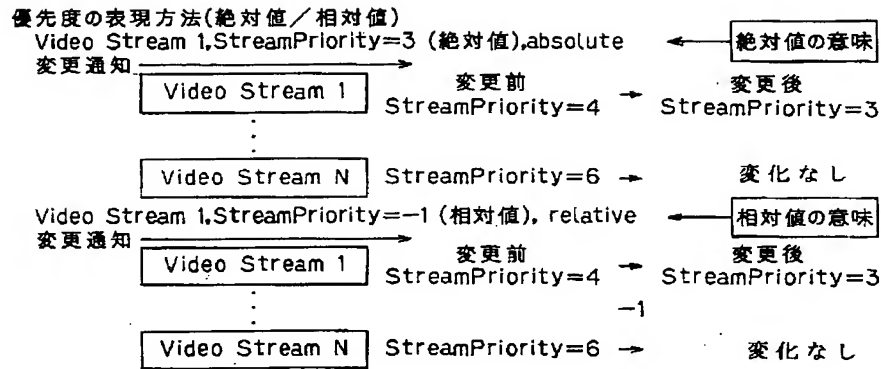 優先度の表現方法(絶対値／相対値)
Video Stream 1,StreamPriority=3 (絶対値),absolute ← 絶対値の意味
変更通知
Video Stream 1 変更前 → 変更後
StreamPriority=4 StreamPriority=3
Video Stream N StreamPriority=6 → 変化なし
Video Stream 1,StreamPriority=-1 (相対値), relative ← 相対値の意味
変更通知
Video Stream 1 変更前 → 変更後
StreamPriority=4 StreamPriority=3
-1
Video Stream N StreamPriority=6 → 変化なし